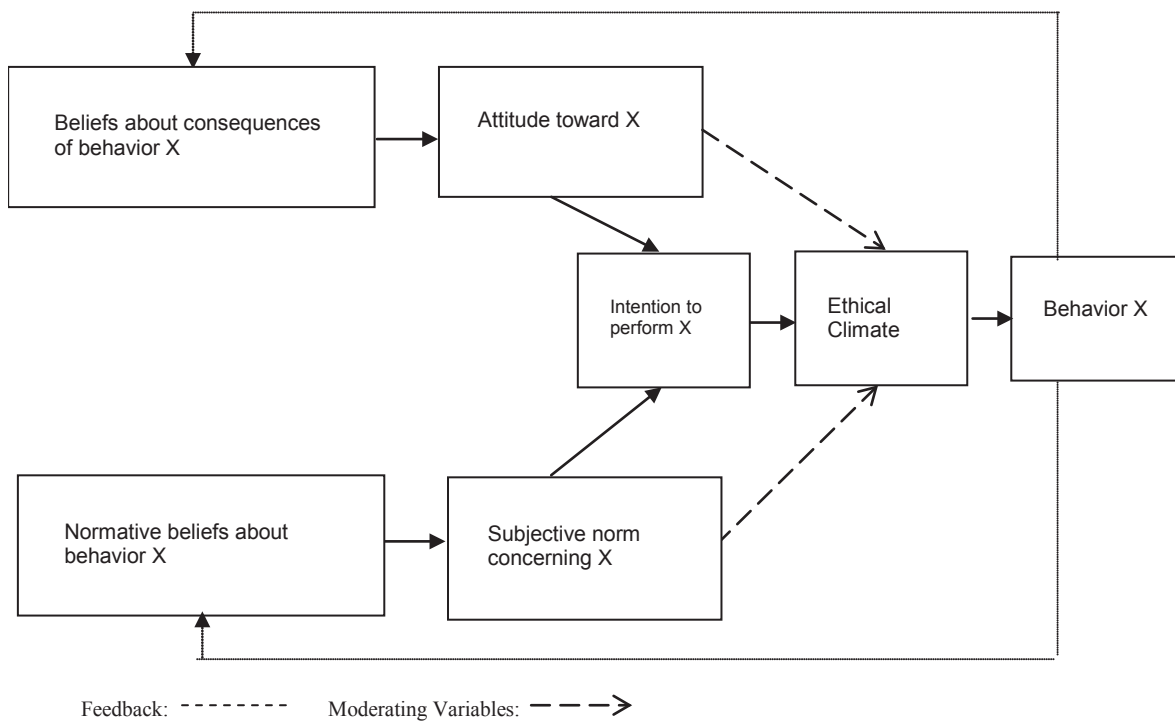 Beliefs about consequences
of behavior X
Attitude toward X
Intention to
perform X
Ethical
Climate
Behavior X
Normative beliefs about
behavior X
Subjective norm
concerning X
Feedback:
Moderating Variables: